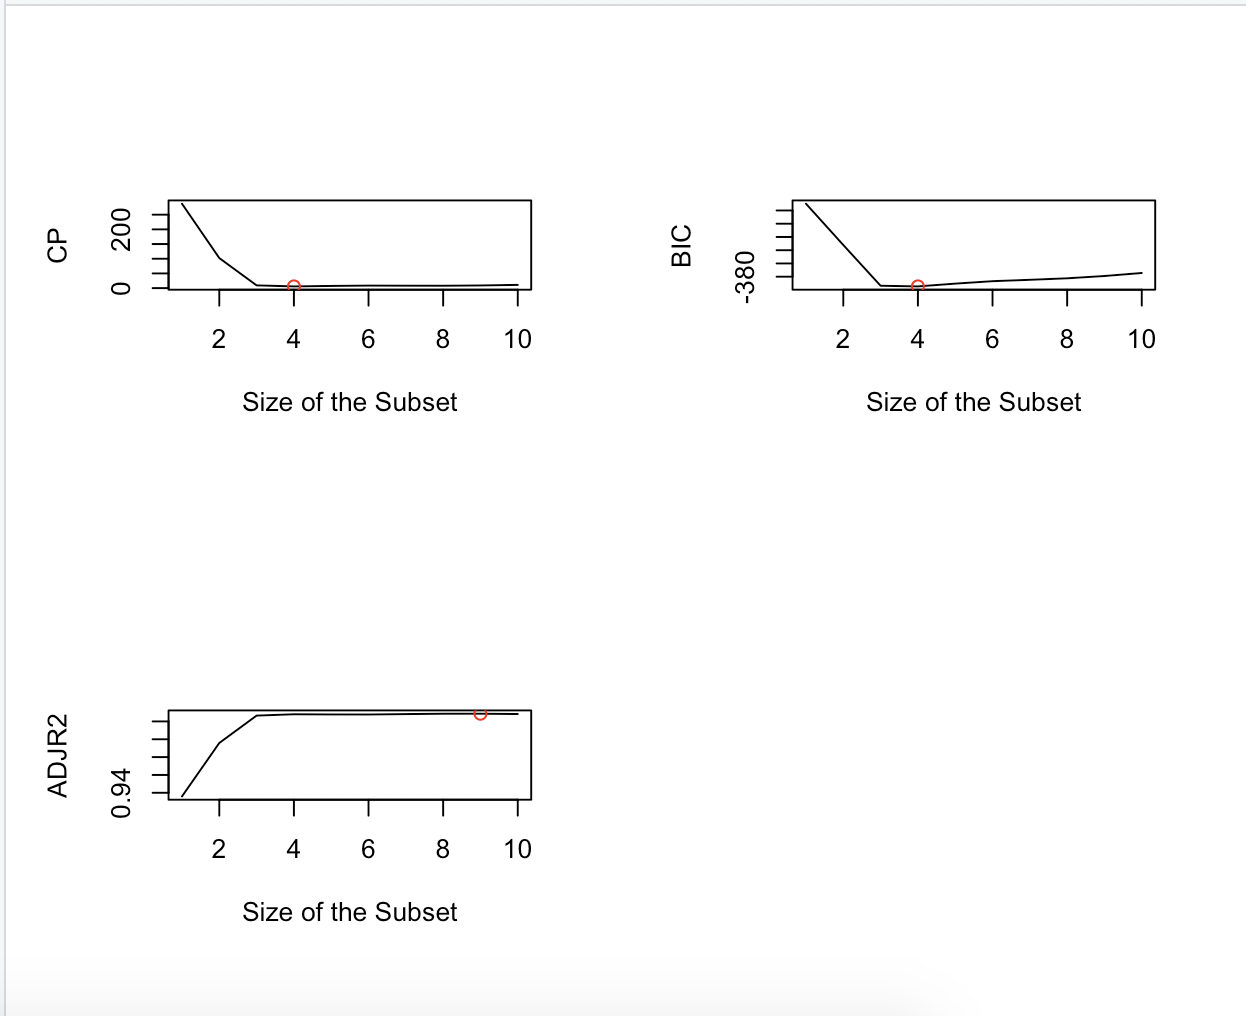 CP
200
0
2 4 6 8 10
Size of the Subset
BIC
-380
2 4 6 8 10
Size of the Subset
ADJR2
0.94
2 4 6 8 10
Size of the Subset